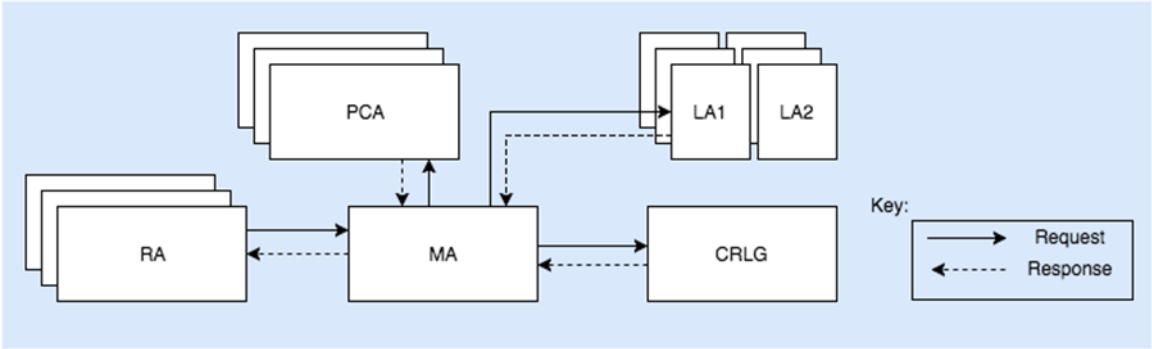 PCA
LA1
LA2
RA
MA
CRLG
Key:
Request
Response